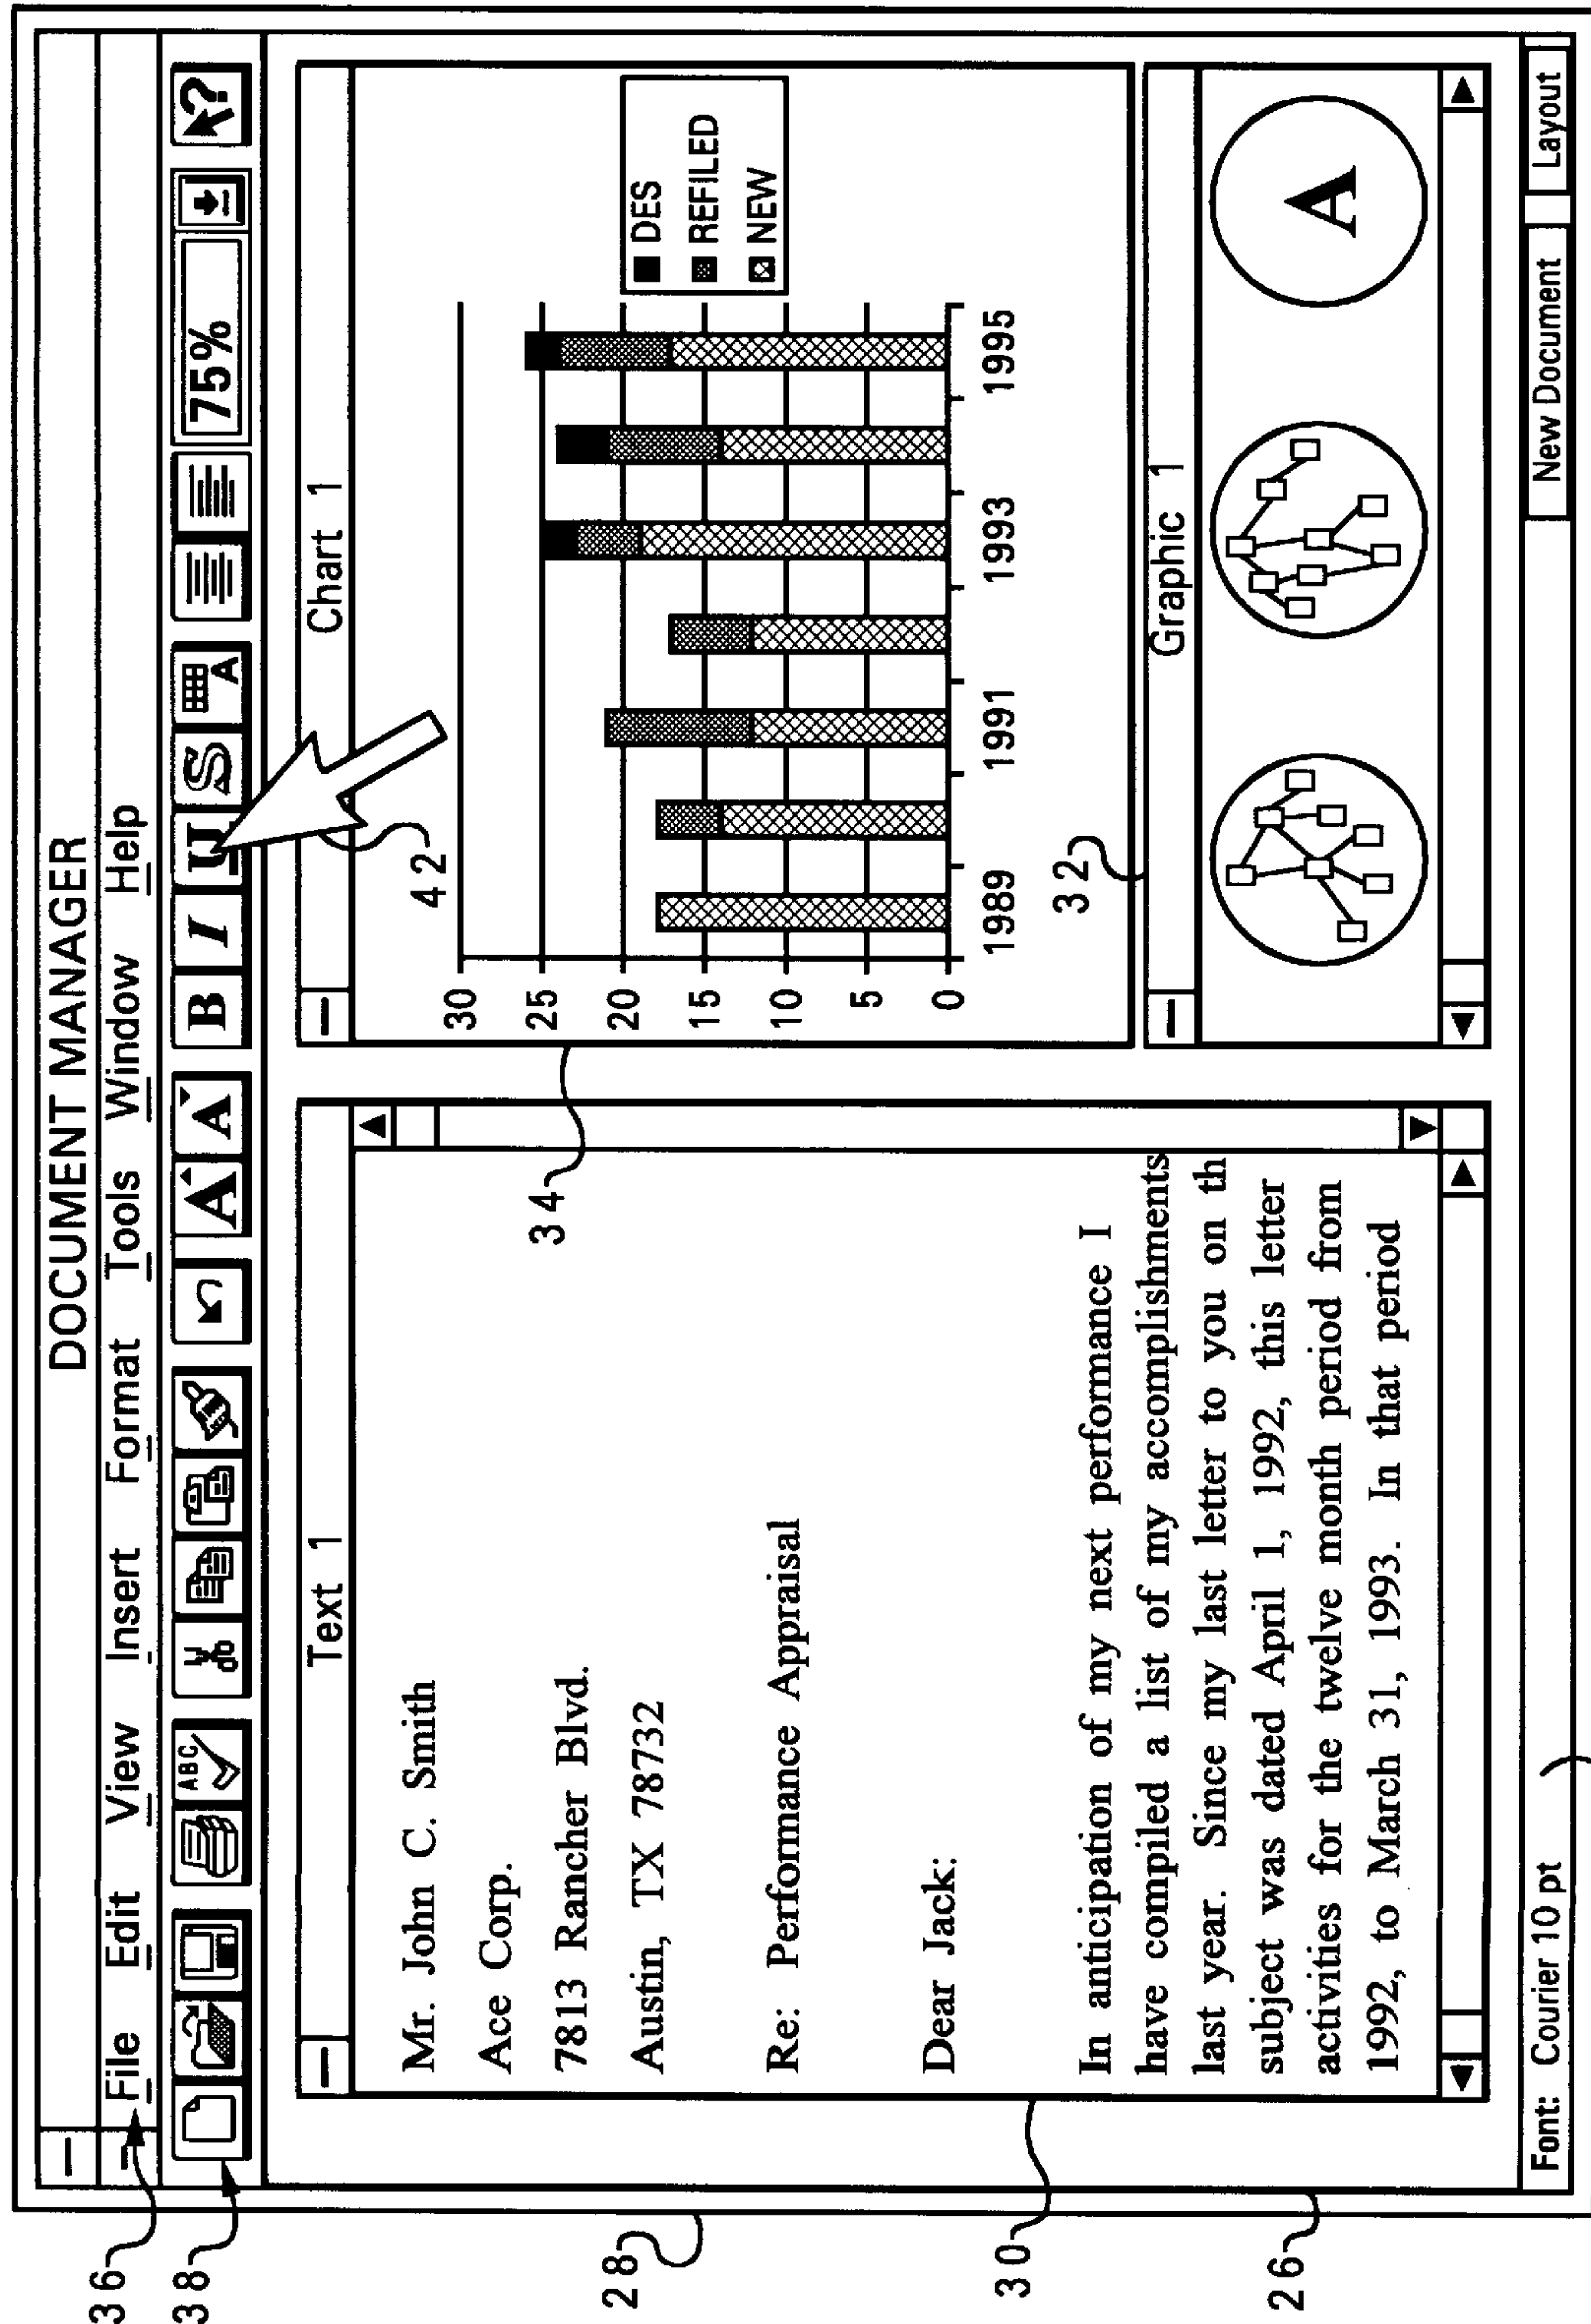 DOCUMENT MANAGER
File Edit View Insert Format Tools Window Help
ABC
A A
B I U S
A
75%
?
36
38
28
30
26
Text 1
Mr. John C. Smith
Ace Corp.
7813 Rancher Blvd.
Austin, TX 78732
Re: Performance Appraisal
Dear Jack:
In anticipation of my next performance I
have compiled a list of my accomplishments
last year. Since my last letter to you on th
subject was dated April 1, 1992, this letter
activities for the twelve month period from
1992, to March 31, 1993. In that period
34
Chart 1
42
30
25
20
15
10
5
0
1989 1991 1993 1995
DES
REFILED
NEW
32
Graphic 1
A
Font: Courier 10 pt
New Document
Layout